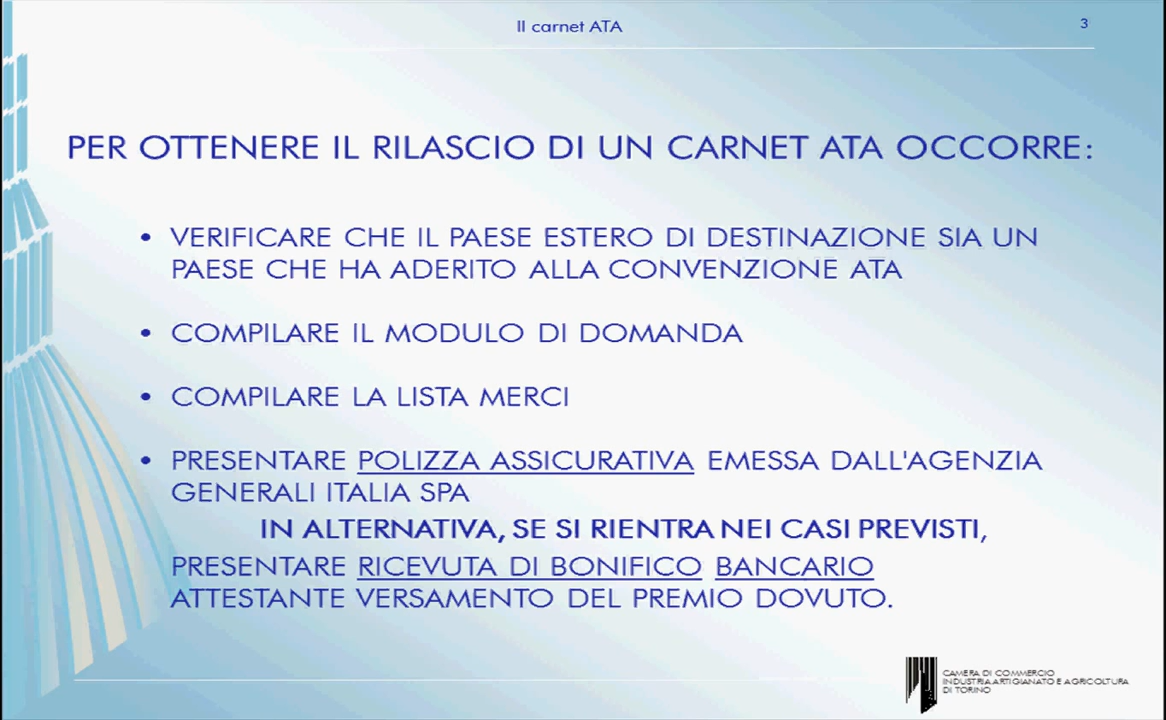 Il carnet ATA
3
PER OTTENERE IL RILASCIO DI UN CARNET ATA OCCORRE:
• VERIFICARE CHE IL PAESE ESTERO DI DESTINAZIONE SIA UN
PAESE CHE HA ADERITO ALLA CONVENZIONE ATA
• COMPILARE IL MODULO DI DOMANDA
• COMPILARE LA LISTA MERCI
• PRESENTARE POLIZZA ASSICURATIVA EMESSA DALL'AGENZIA
GENERALI ITALIA SPA
IN ALTERNATIVA, SE SI RIENTRA NEI CASI PREVISTI,
PRESENTARE RICEVUTA DI BONIFICO BANCARIO
ATTESTANTE VERSAMENTO DEL PREMIO DOVUTO.
CAMERA DI COMMERCIO
INDUSTRIA ARTIGIANATO E AGRICOLTURA
DI TORINO